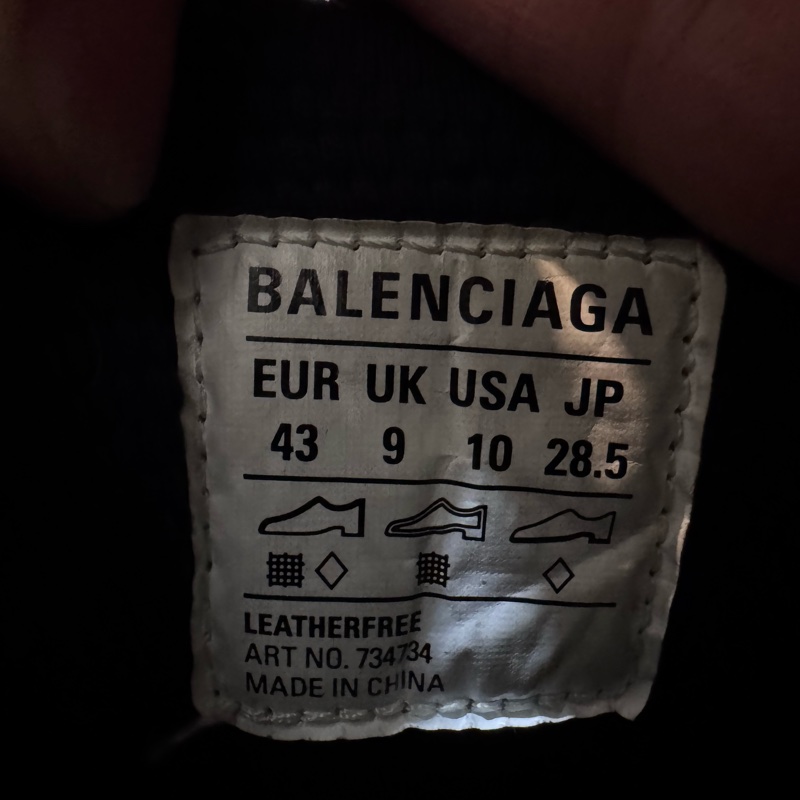 BALENCIAGA
EUR UK USA JP
43 9 10 28.5
LEATHERFREE
ART NO. 734734
MADE IN CHINA